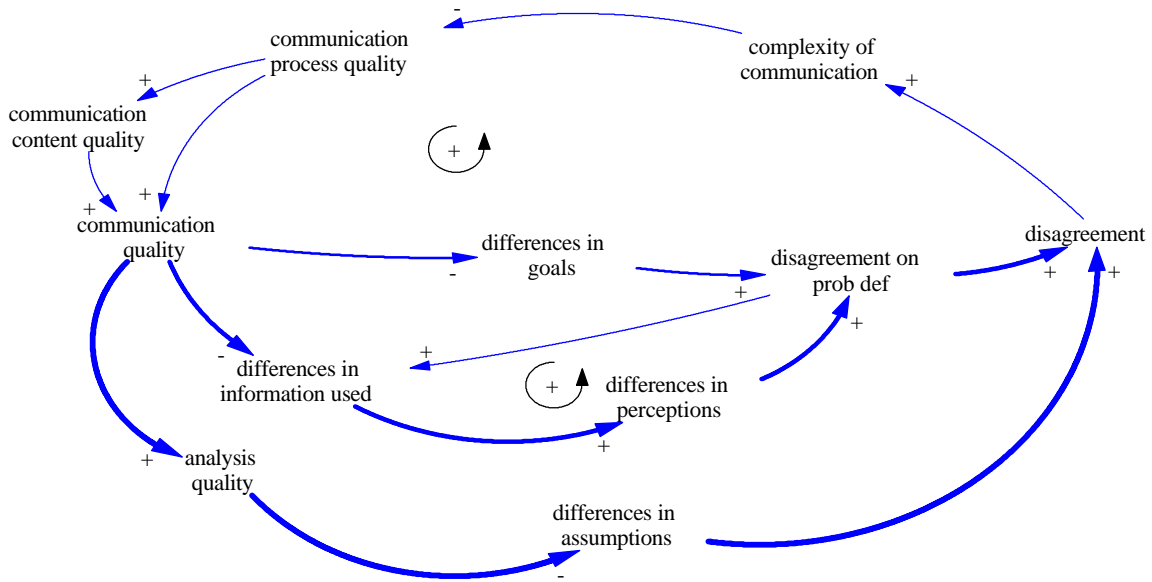 -
communication
process quality
complexity of
communication
+
+
communication
content quality
+
+
+
communication
quality
differences in
goals
-
disagreement
disagreement on
prob def
+
+
+
+
+
-
differences in
information used
+
differences in
perceptions
+
+
analysis
quality
differences in
assumptions
-